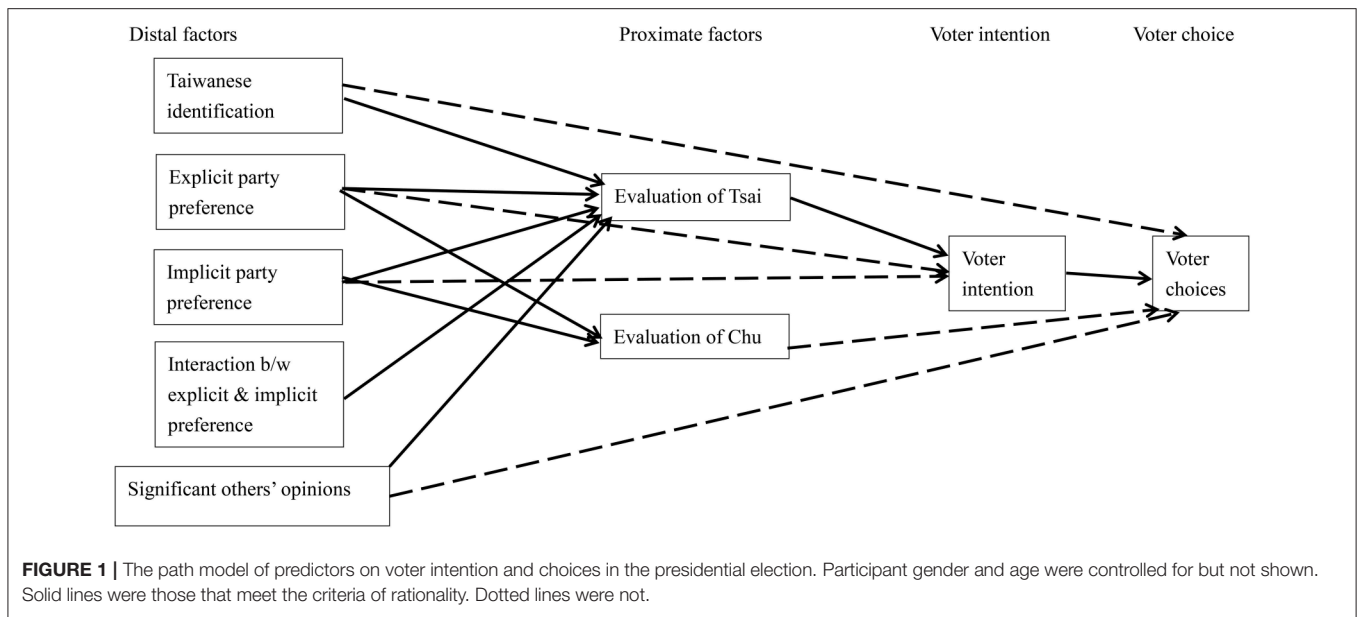 Distal factors
Proximate factors
Voter intention
Voter choice
Taiwanese
identification
Explicit party
preference
Implicit party
preference
Interaction b/w
explicit & implicit
preference
Significant others’ opinions
Evaluation of Tsai
Evaluation of Chu
Voter
intention
Voter
choices
FIGURE 1 | The path model of predictors on voter intention and choices in the presidential election. Participant gender and age were controlled for but not shown.
Solid lines were those that meet the criteria of rationality. Dotted lines were not.